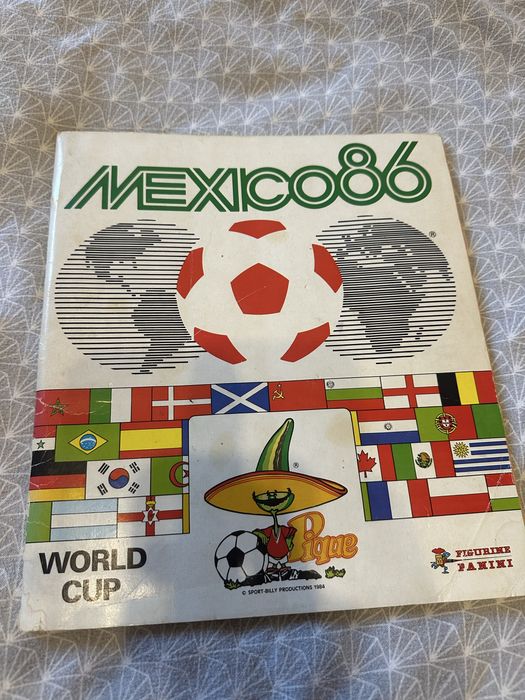 MEXICO86
®
®
Pique
WORLD
CUP
© SPORT-BILLY PRODUCTIONS 1984
FIGURINE
PANINI